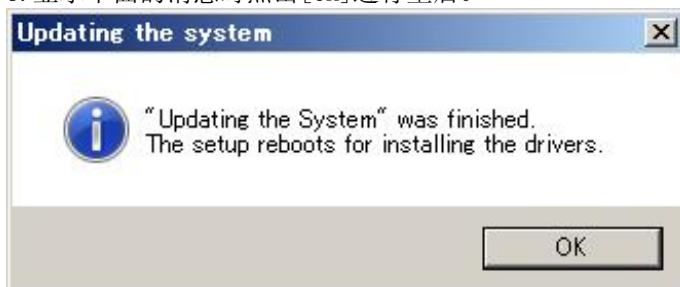 Updating the system
"Updating the System" was finished.
The setup reboots for installing the drivers.
OK